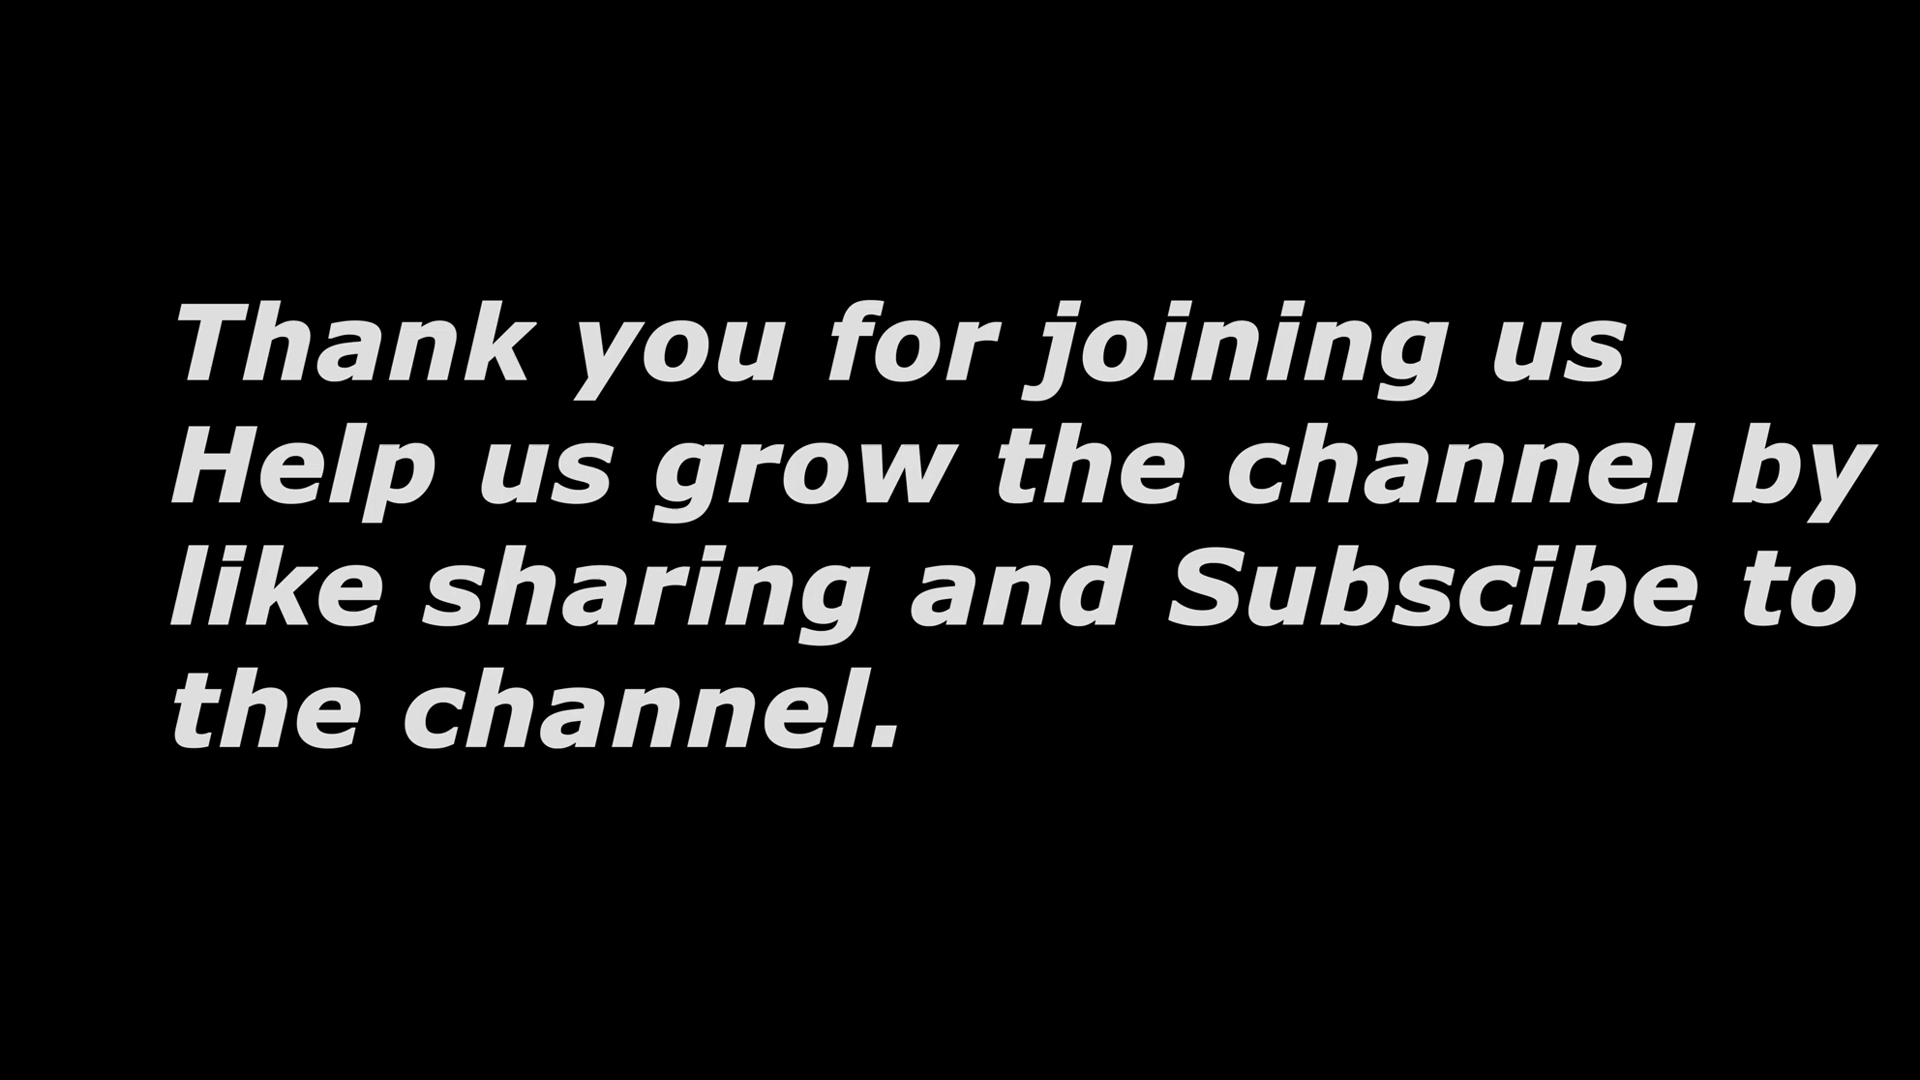 Thank you for joining us
Help us grow the channel by
like sharing and Subscibe to
the channel.